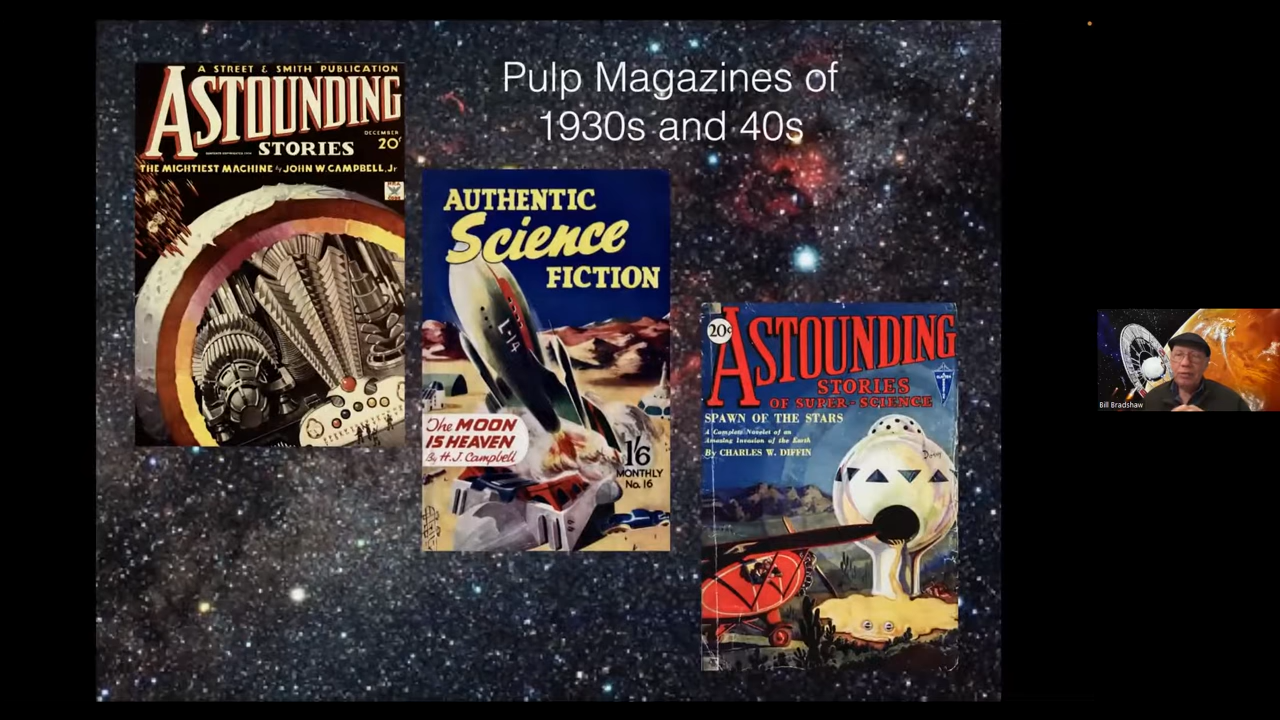 Pulp Magazines of
1930s and 40s
A STREET & SMITH PUBLICATION
ASTOUNDING
DECEMBER
20¢
STORIES
THE MIGHTIEST MACHINE by JOHN W. CAMPBELL, Jr
AUTHENTIC
Science
FICTION
L-14
The MOON
IS HEAVEN
By H.J. Campbell
1'6
MONTHLY
No. 16
20¢
ASTOUNDING
STORIES
OF SUPER-SCIENCE
SPAWN OF THE STARS
A Complete Novelet of an
Amazing Invasion of the Earth
By CHARLES W. DIFFIN
Bill Bradshaw